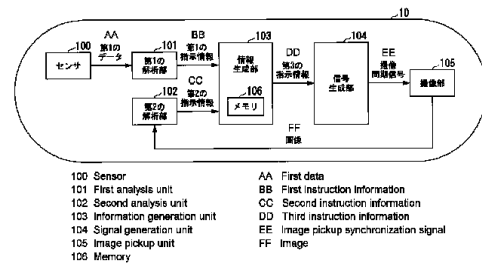 10
100
センサ
AA
第1の
データ
101
第1の
解析部
BB
第1の
指示情報
103
情報
生成部
106
メモリ
DD
第3の
指示情報
104
信号
生成部
EE
撮像
同期信号
105
撮像部
102
第2の
解析部
CC
第2の
指示情報
FF
画像
100 Sensor
101 First analysis unit
102 Second analysis unit
103 Information generation unit
104 Signal generation unit
105 Image pickup unit
106 Memory
AA First data
BB First Instruction Information
CC Second instruction information
DD Third instruction information
EE Image pickup synchronization signal
FF Image